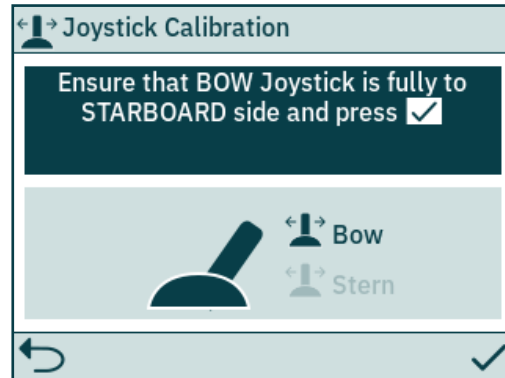 Joystick Calibration
Ensure that BOW Joystick is fully to
STARBOARD side and press
Bow
Stern